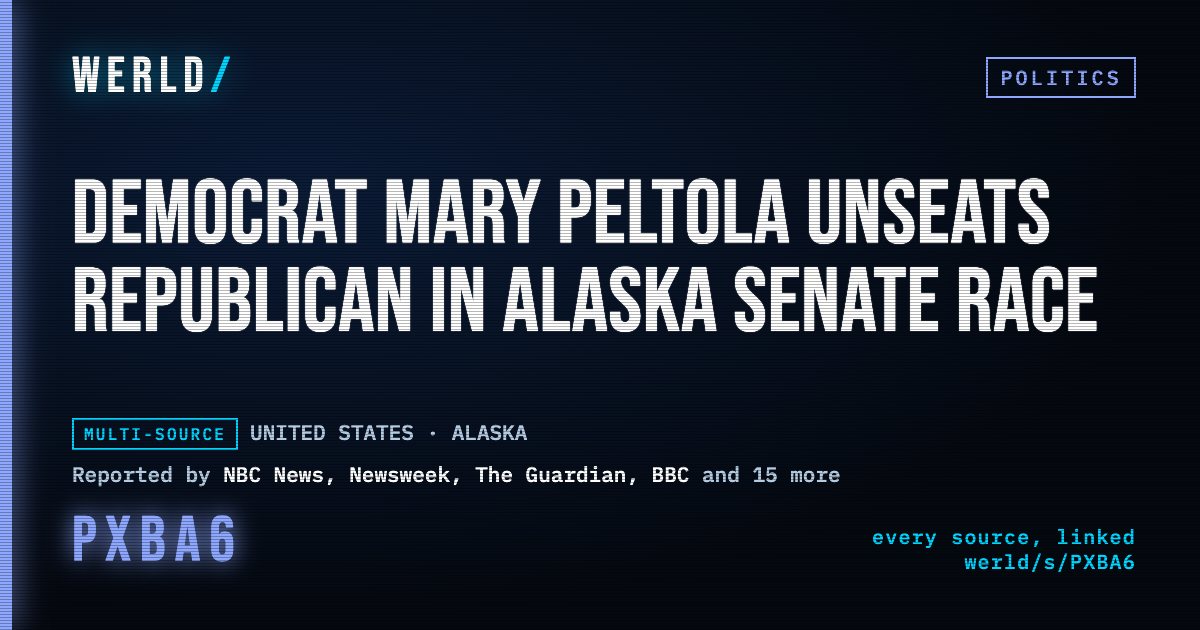 WERLD/
POLITICS
DEMOCRAT MARY PELTOLA UNSEATS
REPUBLICAN IN ALASKA SENATE RACE
MULTI-SOURCE UNITED STATES · ALASKA
Reported by NBC News, Newsweek, The Guardian, BBC and 15 more
PXBA6
every source, linked
werld/s/PXBA6